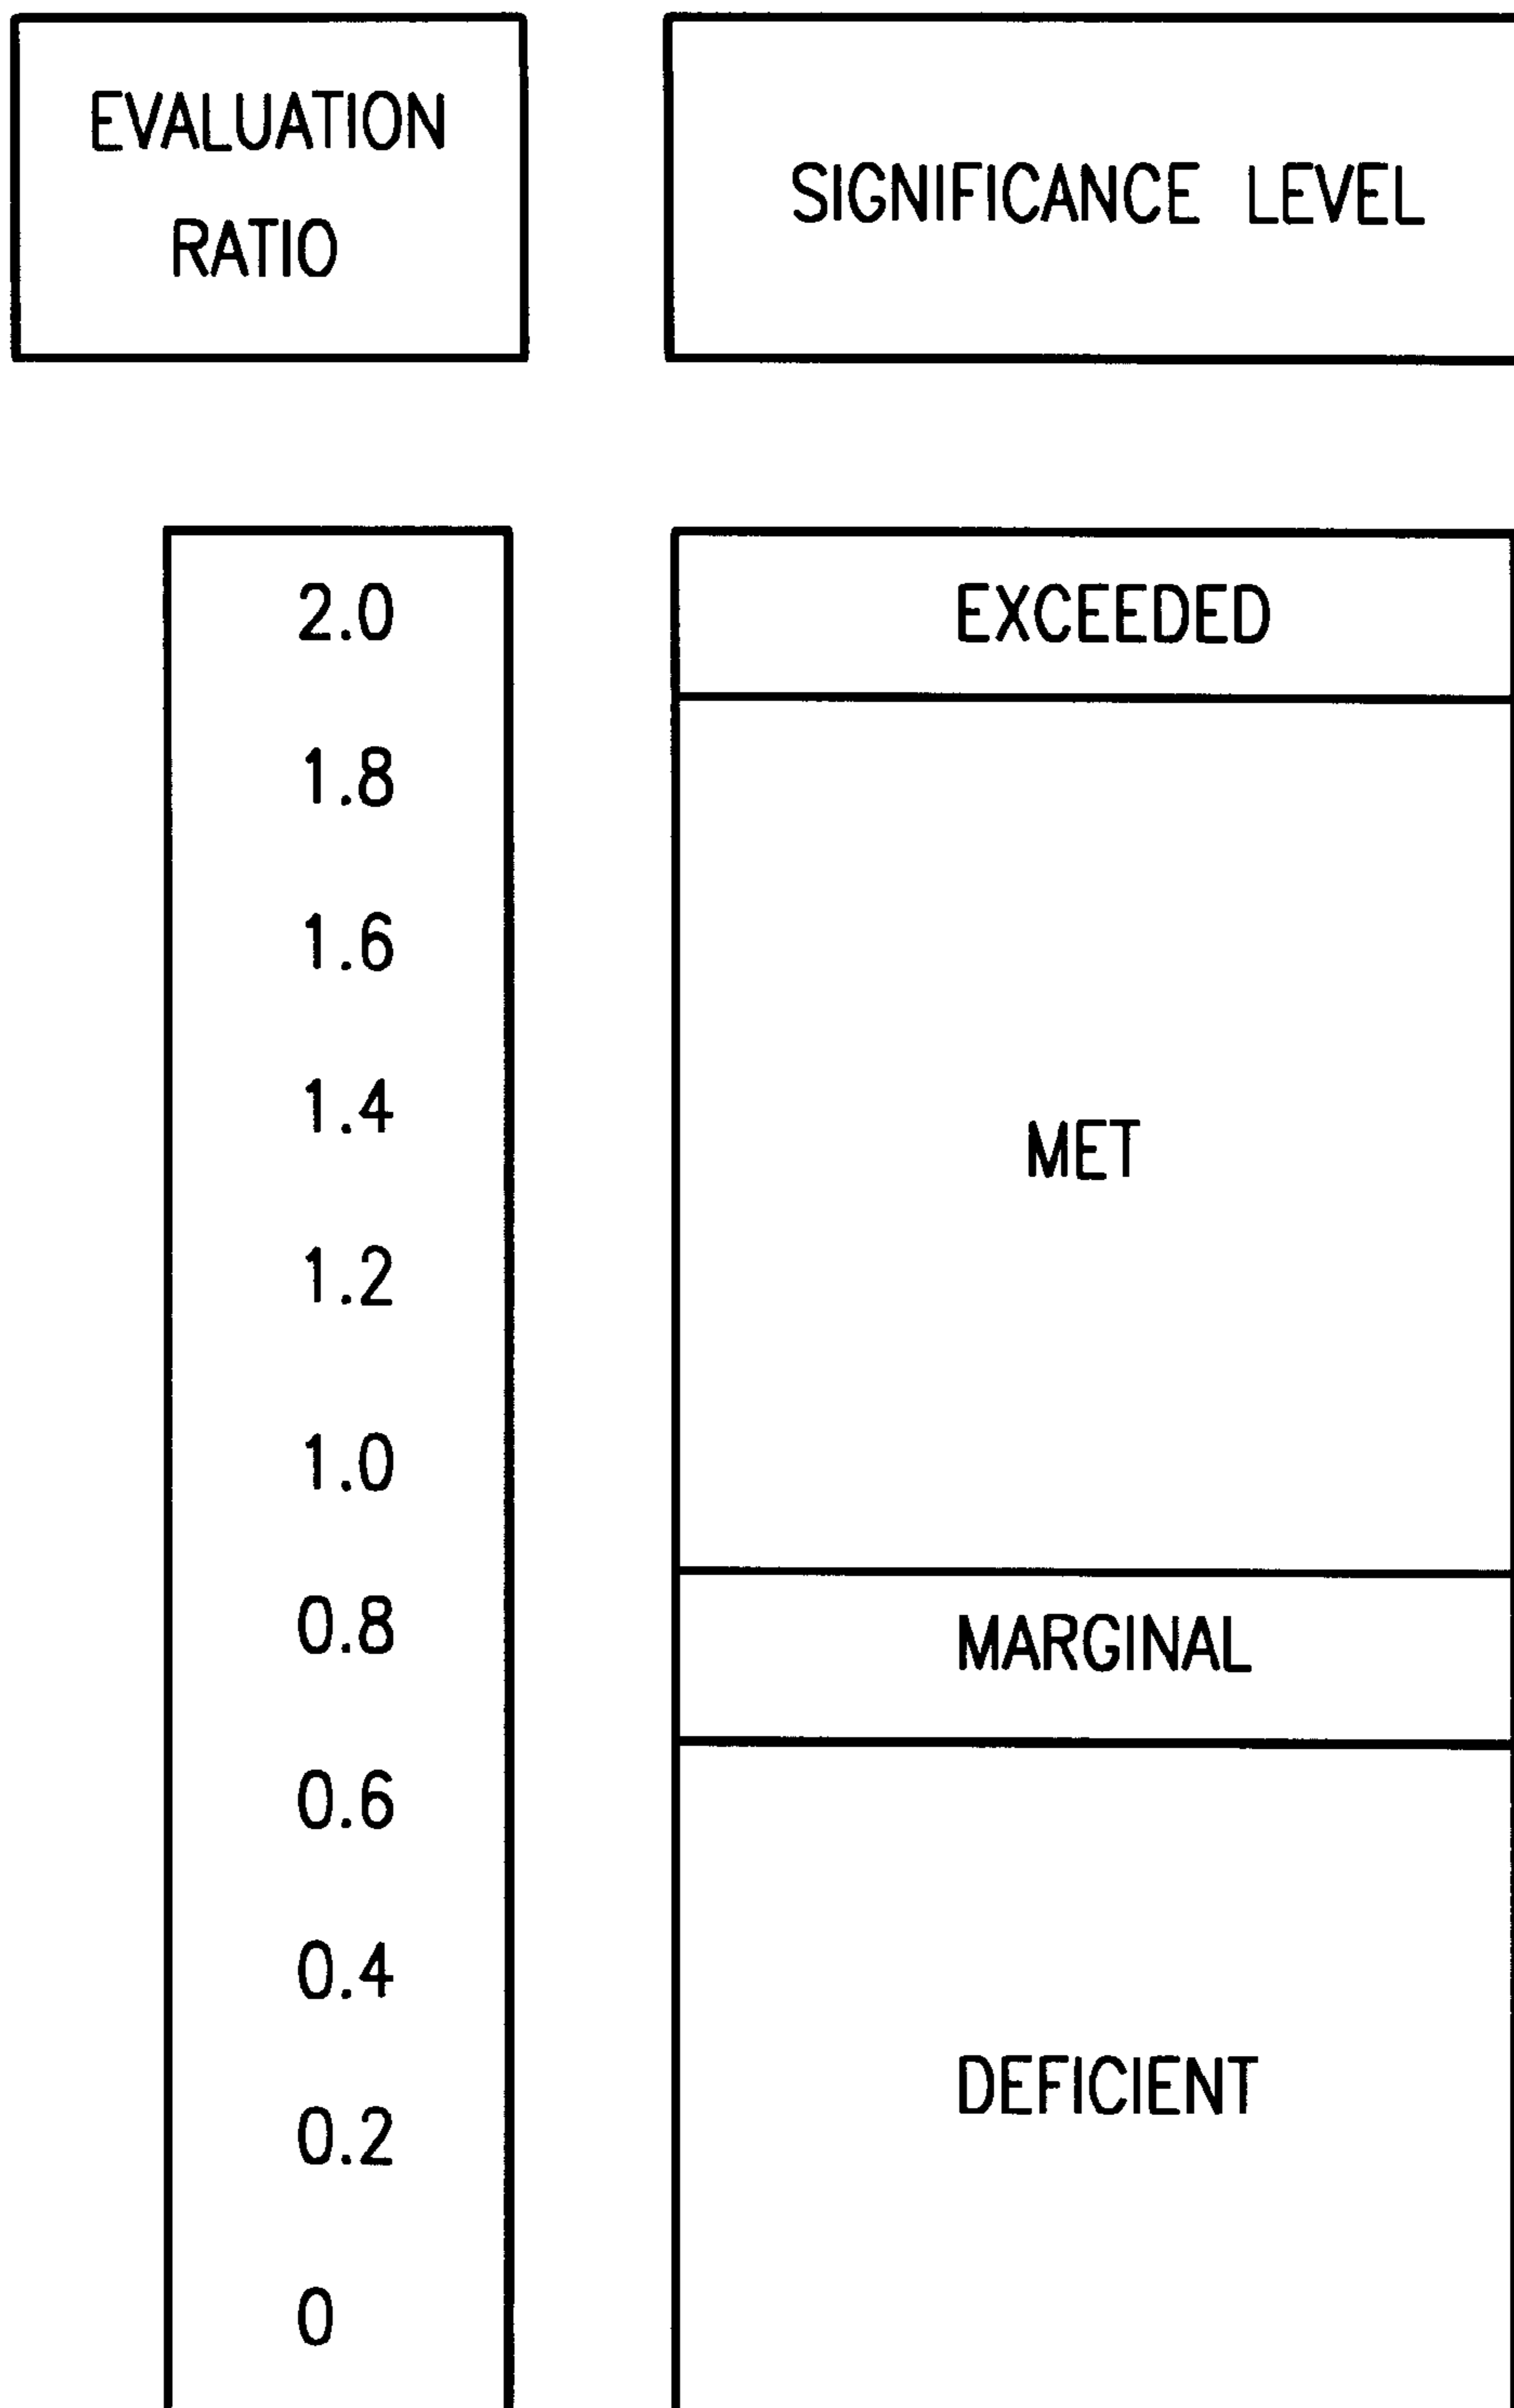 EVALUATION
RATIO
SIGNIFICANCE LEVEL
2.0
EXCEEDED
1.8
1.6
1.4
MET
1.2
1.0
0.8
MARGINAL
0.6
0.4
DEFICIENT
0.2
0